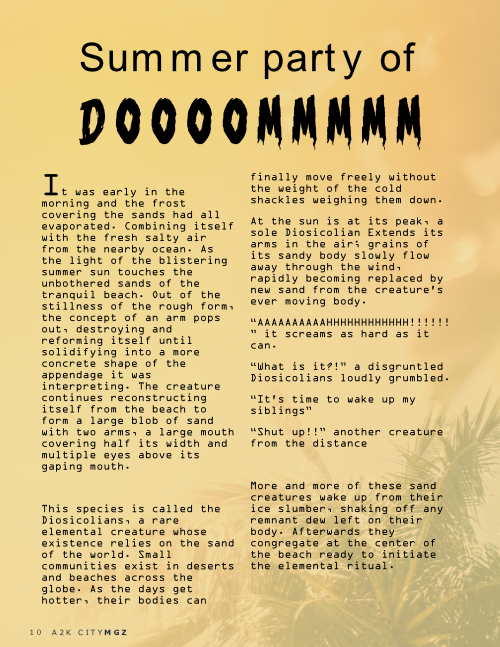 Summer party of
DOOOOMMMMM
It was early in the
morning and the frost
covering the sands had all
evaporated. Combining itself
with the fresh salty air
from the nearby ocean. As
the light of the blistering
summer sun touches the
unbothered sands of the
tranquil beach. Out of the
stillness of the rough form,
the concept of an arm pops
out, destroying and
reforming itself until
solidifying into a more
concrete shape of the
appendage it was
interpreting. The creature
continues reconstructing
itself from the beach to
form a large blob of sand
with two arms, a large mouth
covering half its width and
multiple eyes above its
gaping mouth.
This species is called the
Diosicolians, a rare
elemental creature whose
existence relies on the sand
of the world. Small
communities exist in deserts
and beaches across the
globe. As the days get
hotter, their bodies can
finally move freely without
the weight of the cold
shackles weighing them down.
At the sun is at its peak, a
sole Diosicolian Extends its
arms in the air; grains of
its sandy body slowly flow
away through the wind,
rapidly becoming replaced by
new sand from the creature's
ever moving body.
“AAAAAAAAAAHHHHHHHHHHHH!!!!!!
” it screams as hard as it
can.
“What is it?!” a disgruntled
Diosicolians loudly grumbled.
“It's time to wake up my
siblings”
“Shut up!!” another creature
from the distance
More and more of these sand
creatures wake up from their
ice slumber, shaking off any
remnant dew left on their
body. Afterwards they
congregate at the center of
the beach ready to initiate
the elemental ritual.
10 A2K CITYMGZ